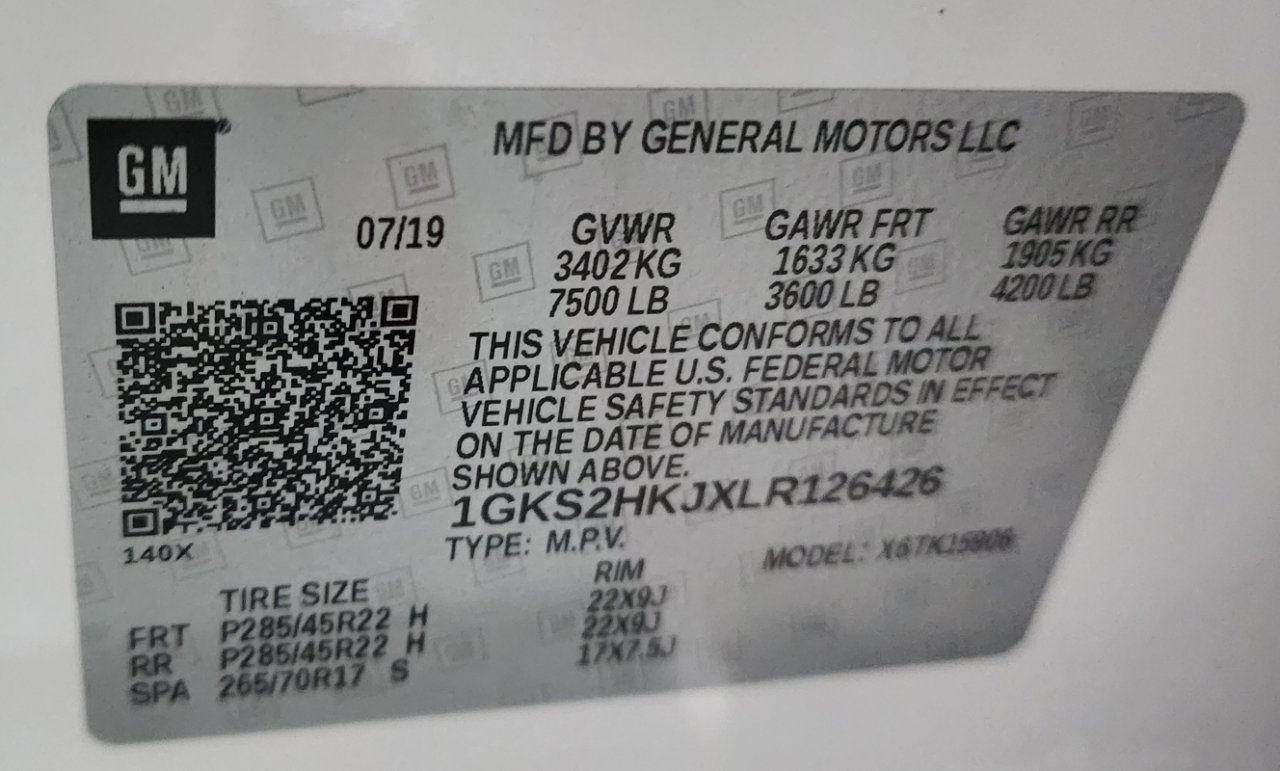 GM
MFD BY GENERAL MOTORS LLC
07/19 GVWR GAWR FRT GAWR RR
3402 KG 1633 KG 1905 KG
7500 LB 3600 LB 4200 LB
THIS VEHICLE CONFORMS TO ALL
APPLICABLE U.S. FEDERAL MOTOR
VEHICLE SAFETY STANDARDS IN EFFECT
ON THE DATE OF MANUFACTURE
SHOWN ABOVE.
1GKS2HKJXLR126426
140X
TYPE: M.P.V. MODEL:
TIRE SIZE RIM
FRT P285/45R22 H 22X9J
RR P285/45R22 H 22X9J
SPA 265/70R17 S 17X7.5J